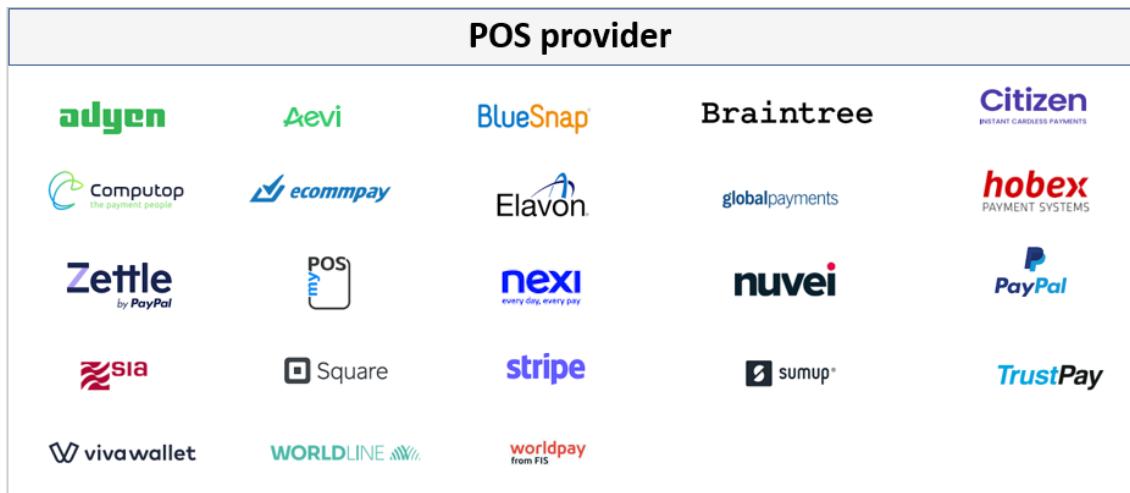 POS provider
adyen
Aevi
BlueSnap®
Braintree
Citizen
INSTANT CARDLESS PAYMENTS
Computop
the payment people
ecommpay
Elavon®
globalpayments
hobex
PAYMENT SYSTEMS
Zettle
by PayPal
myPOS
nexi
every day, every pay
nuvei
PayPal
sia
Square
stripe
sumup®
TrustPay
viva wallet
WORLDLINE
worldpay
from FIS